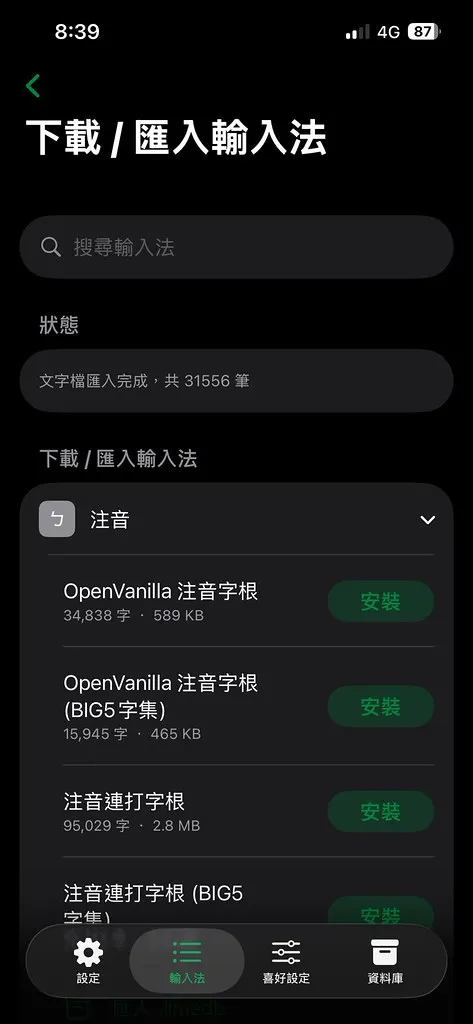 8:39
4G 87
下載 / 匯入輸入法
搜尋輸入法
狀態
文字檔匯入完成，共 31556 筆
下載 / 匯入輸入法
ㄅ 注音
OpenVanilla 注音字根
34,838 字 · 589 KB
安裝
OpenVanilla 注音字根
(BIG5字集)
15,945 字 · 465 KB
安裝
注音連打字根
95,029 字 · 2.8 MB
安裝
注音連打字根 (BIG5
字集)
安裝
設定 輸入法 喜好設定 資料庫
匯入 .limedb